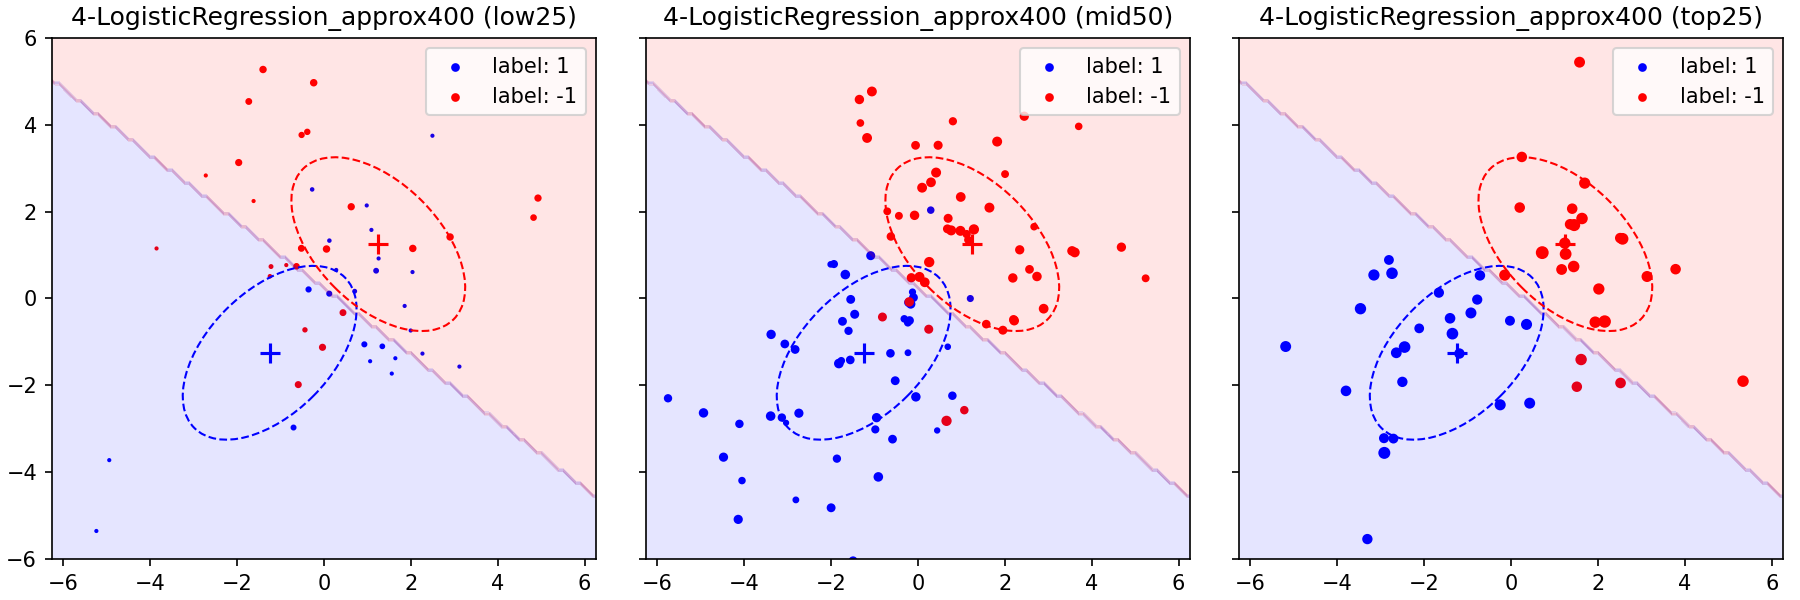 4-LogisticRegression_approx400 (low25)
label: 1
label: -1
6
4
2
0
−2
−4
−6
−6 −4 −2 0 2 4 6
4-LogisticRegression_approx400 (mid50)
label: 1
label: -1
−6 −4 −2 0 2 4 6
4-LogisticRegression_approx400 (top25)
label: 1
label: -1
−6 −4 −2 0 2 4 6